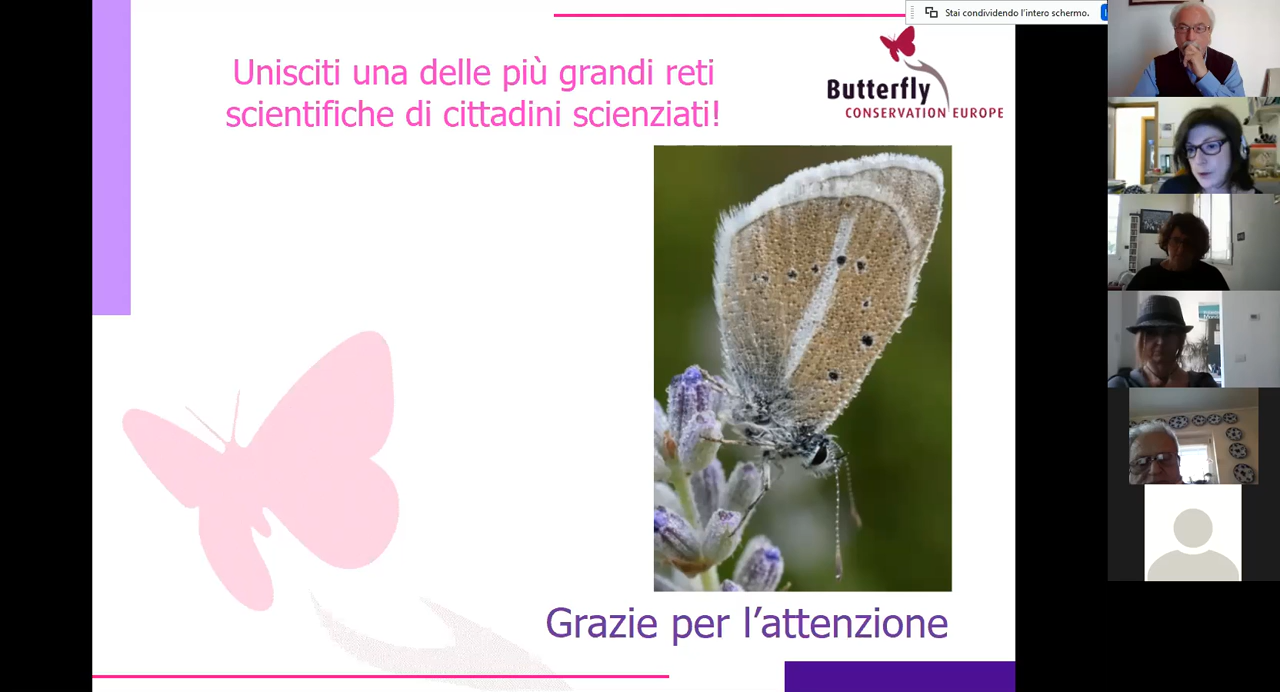 Stai condividendo l'intero schermo.
Unisciti una delle più grandi reti
scientifiche di cittadini scienziati!
Butterfly
CONSERVATION EUROPE
Grazie per l'attenzione